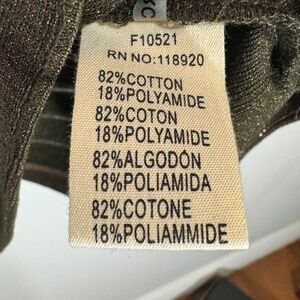 F10521
RN NO:118920
82%COTTON
18%POLYAMIDE
82%COTON
18%POLYAMIDE
82%ALGODÓN
18%POLIAMIDA
82%COTONE
18%POLIAMMIDE